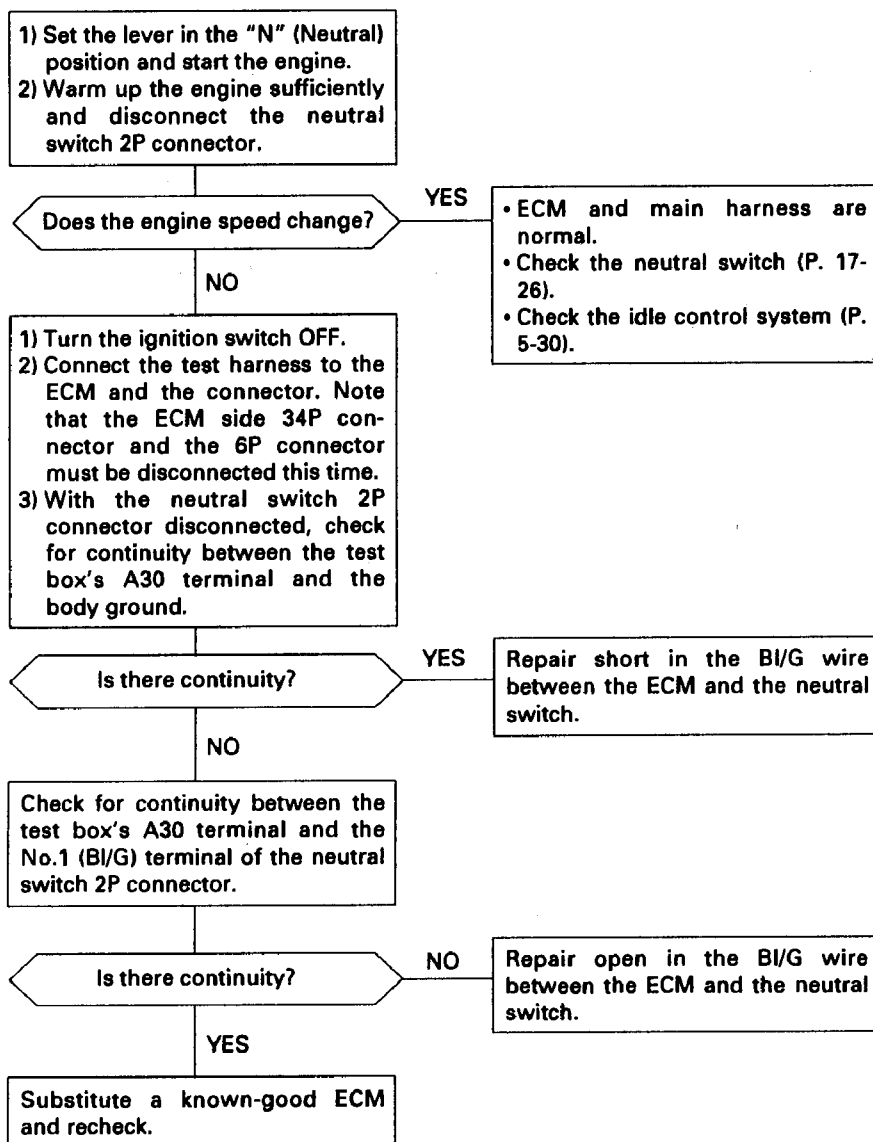 1) Set the lever in the "N" (Neutral)
position and start the engine.
2) Warm up the engine sufficiently
and disconnect the neutral
switch 2P connector.
Does the engine speed change?
YES
• ECM and main harness are
normal.
• Check the neutral switch (P. 17-
26).
• Check the idle control system (P.
5-30).
NO
1) Turn the ignition switch OFF.
2) Connect the test harness to the
ECM and the connector. Note
that the ECM side 34P con-
nector and the 6P connector
must be disconnected this time.
3) With the neutral switch 2P
connector disconnected, check
for continuity between the test
box's A30 terminal and the
body ground.
Is there continuity?
YES
Repair short in the Bl/G wire
between the ECM and the neutral
switch.
NO
Check for continuity between the
test box's A30 terminal and the
No.1 (Bl/G) terminal of the neutral
switch 2P connector.
Is there continuity?
NO
Repair open in the Bl/G wire
between the ECM and the neutral
switch.
YES
Substitute a known-good ECM
and recheck.